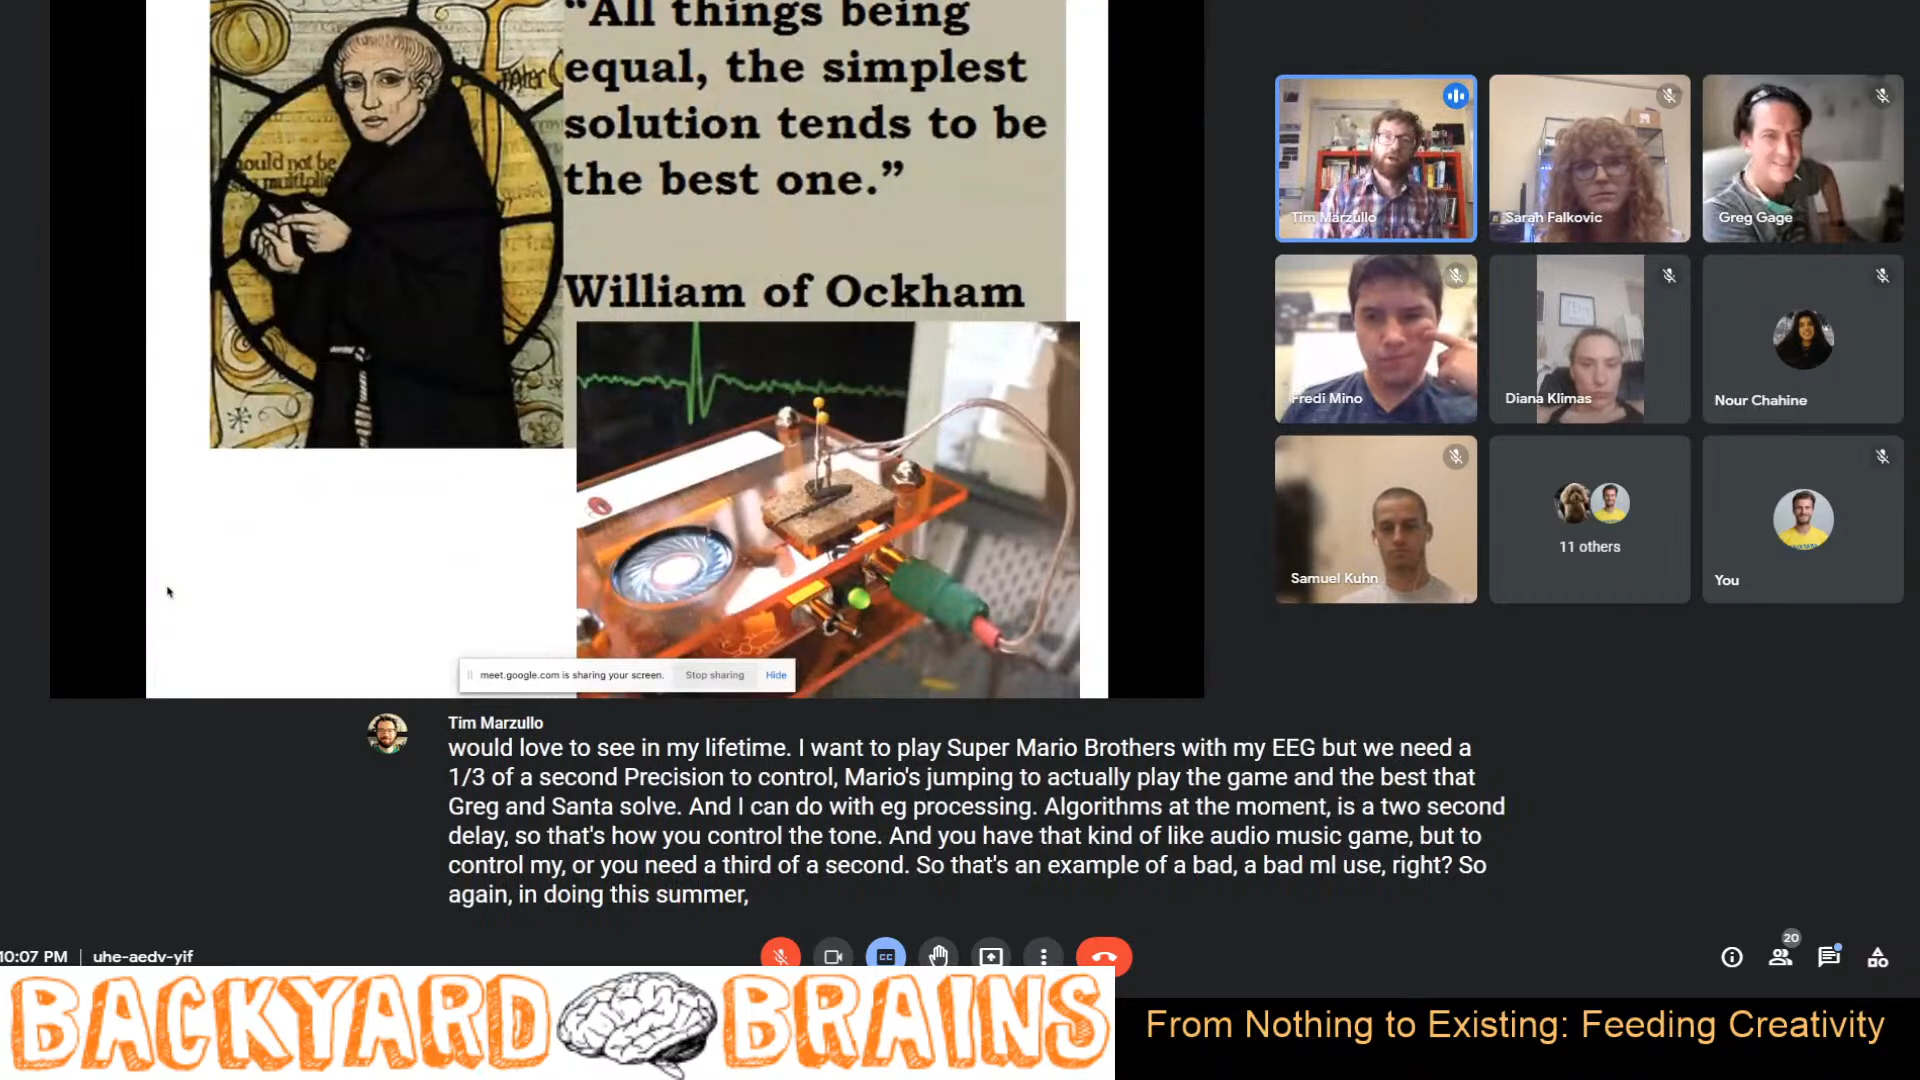 “All things being
equal, the simplest
solution tends to be
the best one.”
William of Ockham
ould not be
multiplie
meet.google.com is sharing your screen.
Stop sharing
Hide
Tim Marzullo
Sarah Falkovic
Greg Gage
Fredi Mino
Diana Klimas
Nour Chahine
Samuel Kuhn
11 others
You
Tim Marzullo
would love to see in my lifetime. I want to play Super Mario Brothers with my EEG but we need a
1/3 of a second Precision to control, Mario's jumping to actually play the game and the best that
Greg and Santa solve. And I can do with eg processing. Algorithms at the moment, is a two second
delay, so that's how you control the tone. And you have that kind of like audio music game, but to
control my, or you need a third of a second. So that's an example of a bad, a bad ml use, right? So
again, in doing this summer,
10:07 PM | uhe-aedv-yif
CC
20
BACKYARD BRAINS
From Nothing to Existing: Feeding Creativity